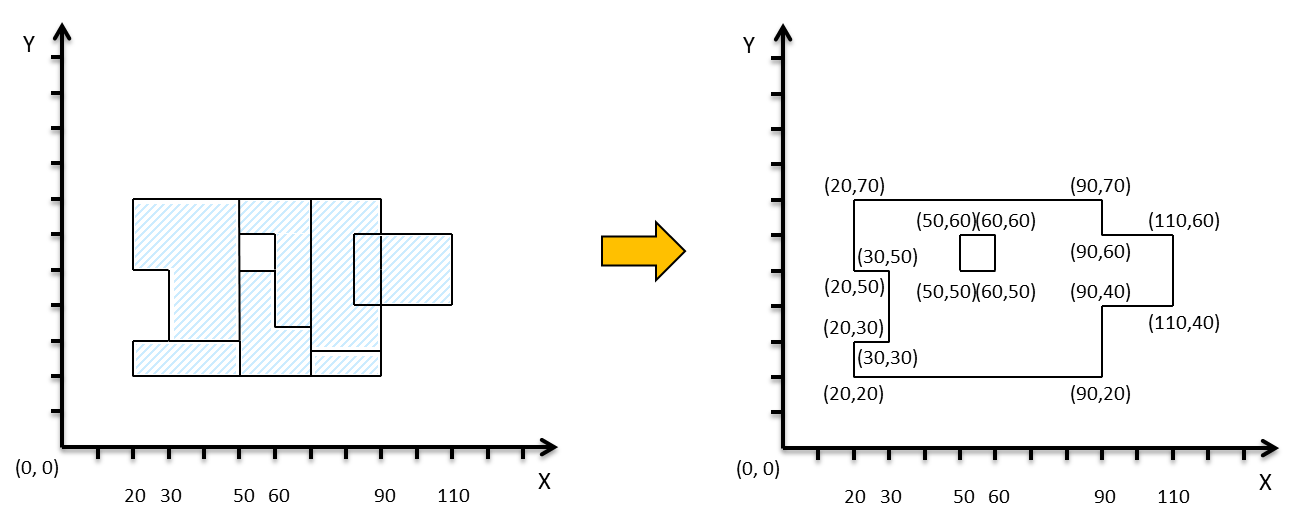 Y
(0, 0)
20 30 50 60 90 110
X
Y
(20,70) (90,70)
(50,60)(60,60) (110,60)
(30,50) (90,60)
(20,50) (50,50)(60,50) (90,40)
(20,30) (110,40)
(30,30)
(20,20) (90,20)
(0, 0)
20 30 50 60 90 110
X